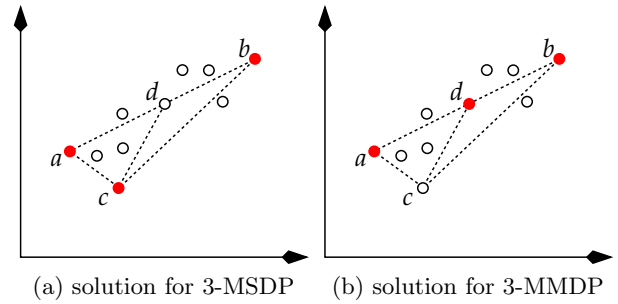 b b
d d
a a
c c
(a) solution for 3-MSDP (b) solution for 3-MMDP